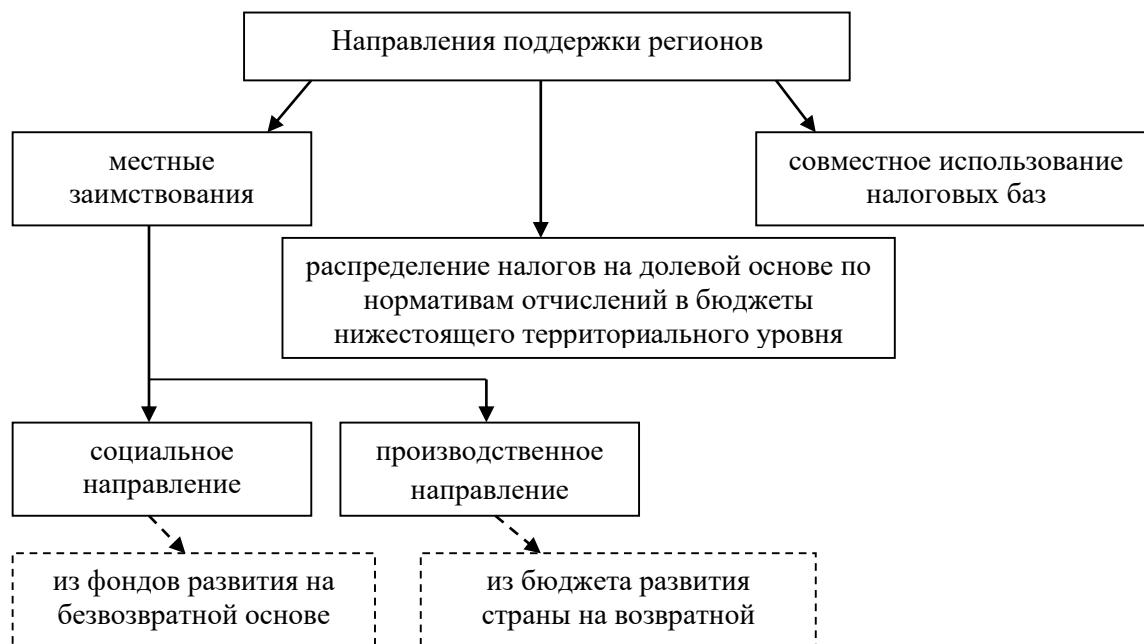 Направления поддержки регионов
местные
заимствования
совместное использование
налоговых баз
распределение налогов на долевой основе по
нормативам отчислений в бюджеты
нижестоящего территориального уровня
социальное
направление
производственное
направление
из фондов развития на
безвозвратной основе
из бюджета развития
страны на возвратной